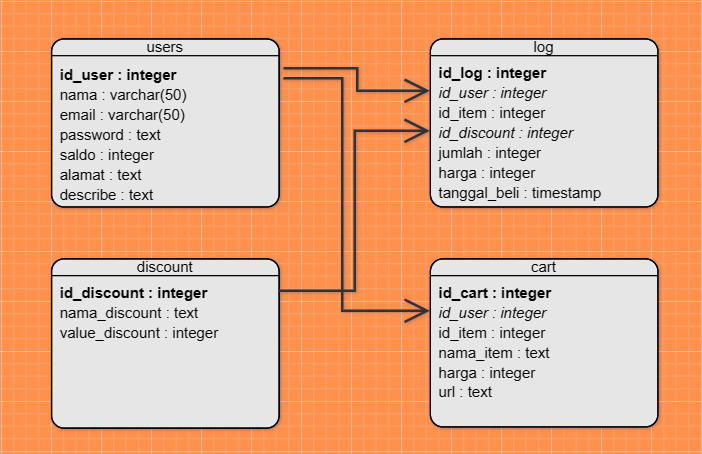 users
id_user : integer
nama : varchar(50)
email : varchar(50)
password : text
saldo : integer
alamat : text
describe : text
log
id_log : integer
id_user : integer
id_item : integer
id_discount : integer
jumlah : integer
harga : integer
tanggal_beli : timestamp
discount
id_discount : integer
nama_discount : text
value_discount : integer
cart
id_cart : integer
id_user : integer
id_item : integer
nama_item : text
harga : integer
url : text